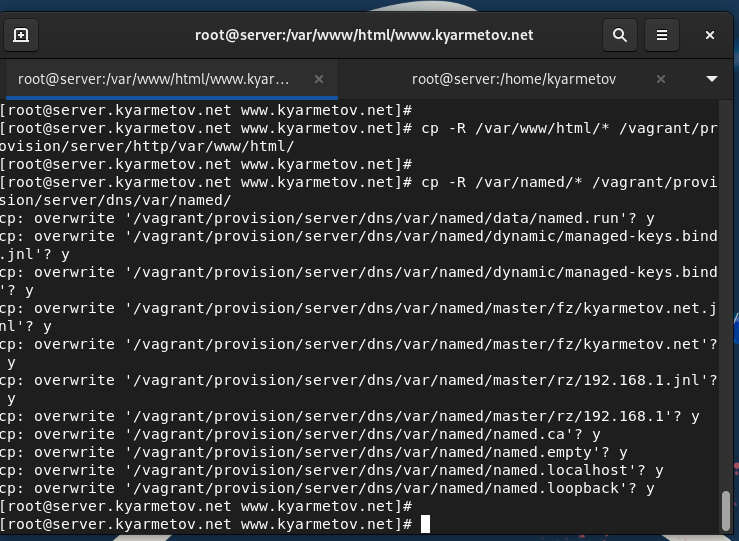 root@server:/var/www/html/www.kyarmetov.net
root@server:/var/www/html/www.kyar…
root@server:/home/kyarmetov
[root@server.kyarmetov.net www.kyarmetov.net]#
[root@server.kyarmetov.net www.kyarmetov.net]# cp -R /var/www/html/* /vagrant/pr
ovision/server/http/var/www/html/
[root@server.kyarmetov.net www.kyarmetov.net]#
[root@server.kyarmetov.net www.kyarmetov.net]# cp -R /var/named/* /vagrant/provi
sion/server/dns/var/named/
cp: overwrite '/vagrant/provision/server/dns/var/named/data/named.run'? y
cp: overwrite '/vagrant/provision/server/dns/var/named/dynamic/managed-keys.bind
.jnl'? y
cp: overwrite '/vagrant/provision/server/dns/var/named/dynamic/managed-keys.bind
'? y
cp: overwrite '/vagrant/provision/server/dns/var/named/master/fz/kyarmetov.net.j
nl'? y
cp: overwrite '/vagrant/provision/server/dns/var/named/master/fz/kyarmetov.net'?
y
cp: overwrite '/vagrant/provision/server/dns/var/named/master/rz/192.168.1.jnl'?
y
cp: overwrite '/vagrant/provision/server/dns/var/named/master/rz/192.168.1'? y
cp: overwrite '/vagrant/provision/server/dns/var/named/named.ca'? y
cp: overwrite '/vagrant/provision/server/dns/var/named/named.empty'? y
cp: overwrite '/vagrant/provision/server/dns/var/named/named.localhost'? y
cp: overwrite '/vagrant/provision/server/dns/var/named/named.loopback'? y
[root@server.kyarmetov.net www.kyarmetov.net]#
[root@server.kyarmetov.net www.kyarmetov.net]#